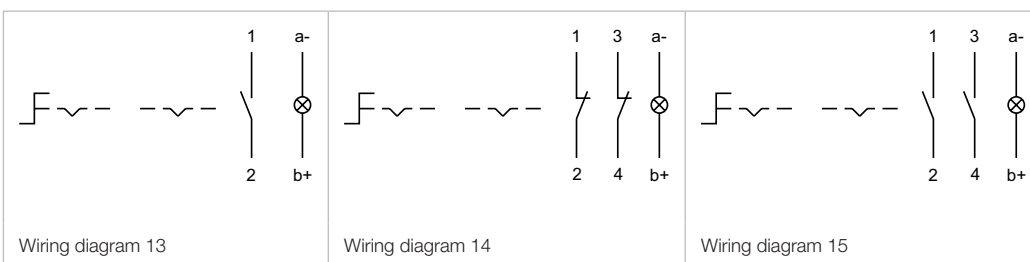 1 a-
2 b+
Wiring diagram 13
1 3 a-
2 4 b+
Wiring diagram 14
1 3 a-
2 4 b+
Wiring diagram 15